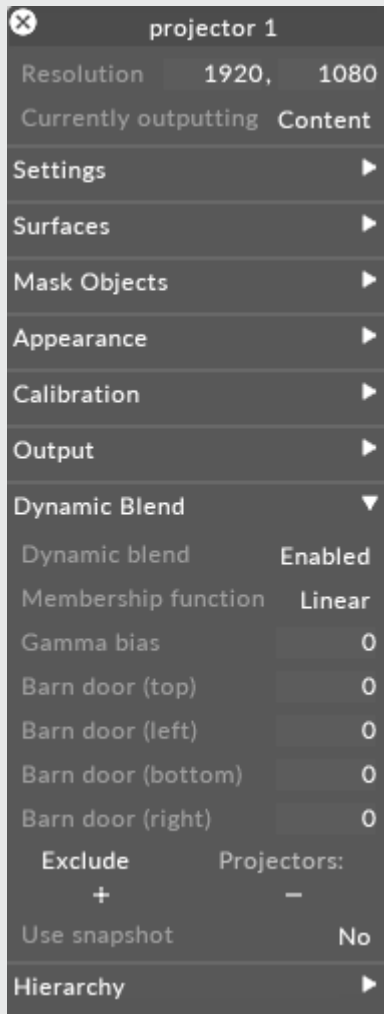 projector 1
Resolution 1920, 1080
Currently outputting Content
Settings
Surfaces
Mask Objects
Appearance
Calibration
Output
Dynamic Blend
Dynamic blend Enabled
Membership function Linear
Gamma bias 0
Barn door (top) 0
Barn door (left) 0
Barn door (bottom) 0
Barn door (right) 0
Exclude Projectors:
+ −
Use snapshot No
Hierarchy